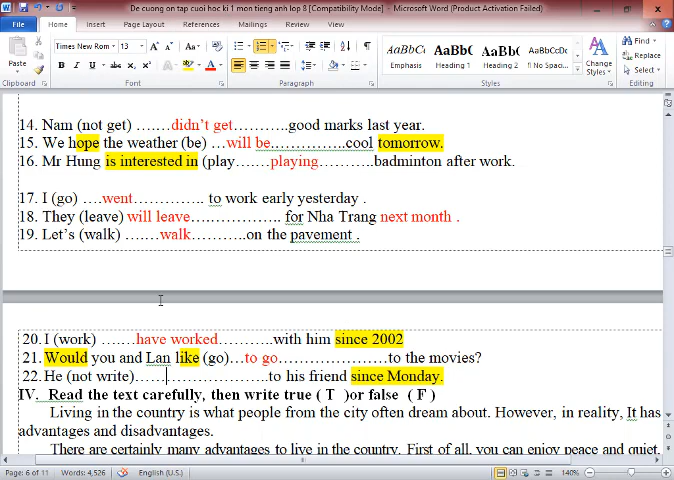 De cuong on tap cuoi hoc ki 1 mon tieng anh lop 8 [Compatibility Mode] - Microsoft Word (Product Activation Failed)
File Home Insert Page Layout References Mailings Review View
Paste
Times New Rom 13
Clipboard Font Paragraph Styles Editing
AaBbCc AaBbC AaBbCc AaBbCcDc
Emphasis Heading 1 Heading 2 ¶ No Spac...
Change Styles
Find
Replace
Select
14. Nam (not get) …….didn’t get………..good marks last year.
15. We hope the weather (be) …will be…………..cool tomorrow.
16. Mr Hung is interested in (play……playing……….badminton after work.
17. I (go) ….went………….. to work early yesterday .
18. They (leave) will leave……………….. for Nha Trang next month .
19. Let’s (walk) …….walk………..on the pavement .
20. I (work) …….have worked………..with him since 2002
21. Would you and Lan like (go)…to go…………………to the movies?
22. He (not write)……………………..to his friend since Monday.
IV. Read the text carefully, then write true ( T )or false ( F )
Living in the country is what people from the city often dream about. However, in reality, It has
advantages and disadvantages.
There are certainly many advantages to live in the country. First of all, you can enjoy peace and quiet,
Page: 6 of 11 Words: 4,526 English (U.S.) 140%